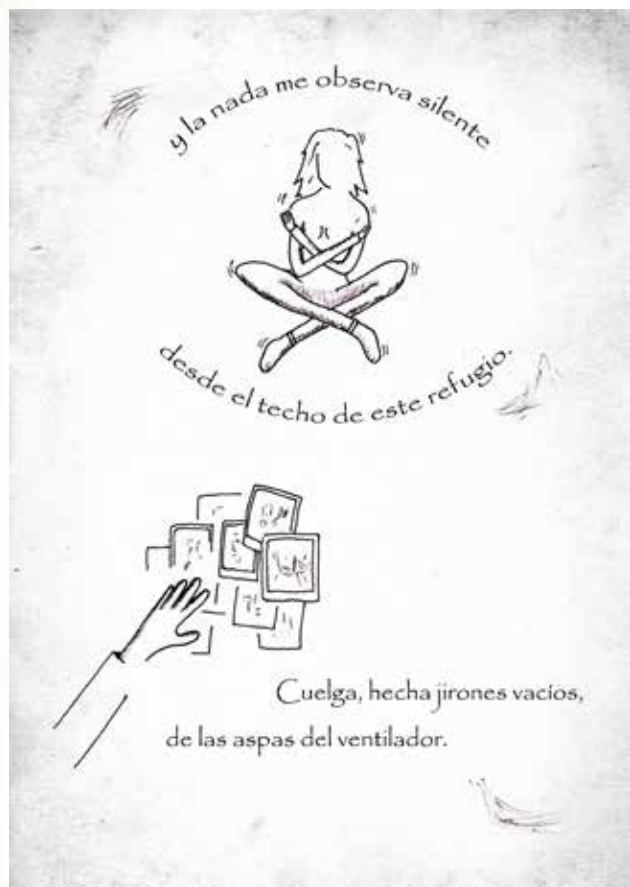 y la nada me observa silente
desde el techo de este refugio.
Cuelga, hecha jirones vacíos,
de las aspas del ventilador.